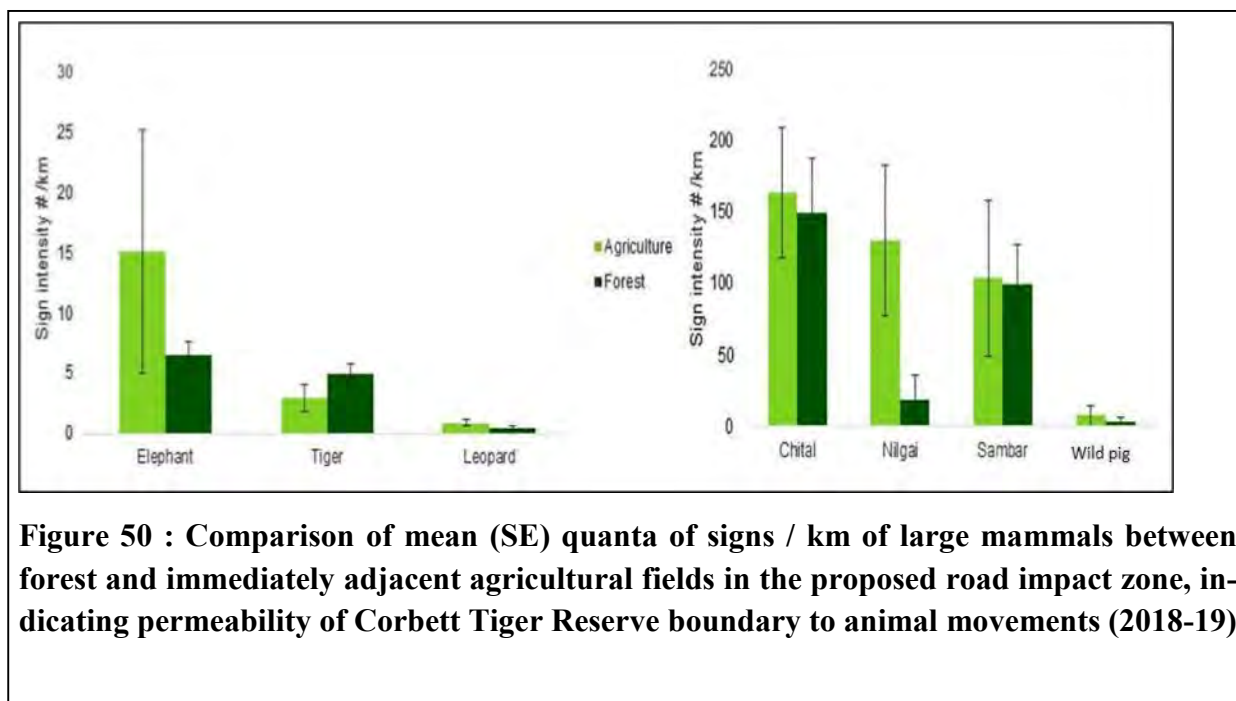 30
25
20
15
10
5
0
Sign intensity # /km
Elephant
Tiger
Leopard
Agriculture
Forest
250
200
150
100
50
0
Sign intensity # /km
Chital
Nilgai
Sambar
Wild pig
Figure 50 : Comparison of mean (SE) quanta of signs / km of large mammals between
forest and immediately adjacent agricultural fields in the proposed road impact zone, in-
dicating permeability of Corbett Tiger Reserve boundary to animal movements (2018-19)